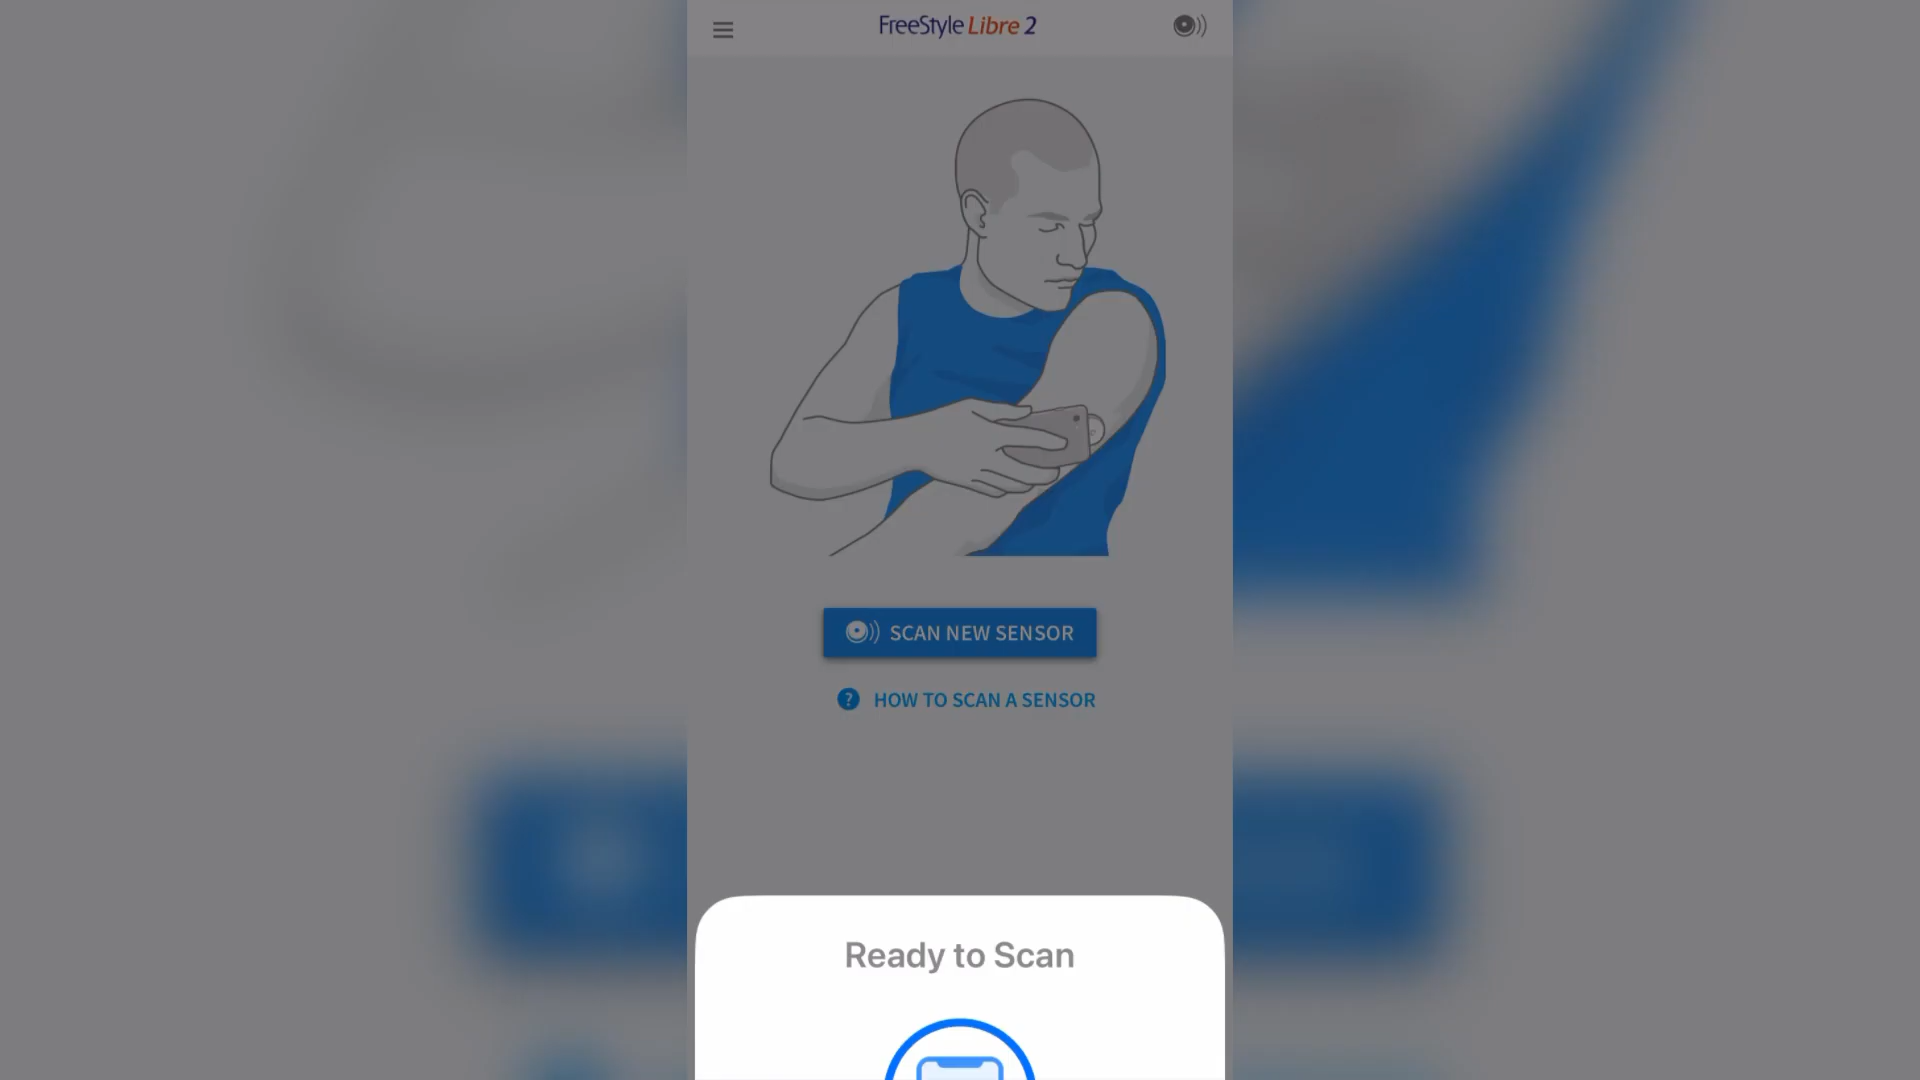 FreeStyle Libre 2
SCAN NEW SENSOR
? HOW TO SCAN A SENSOR
Ready to Scan